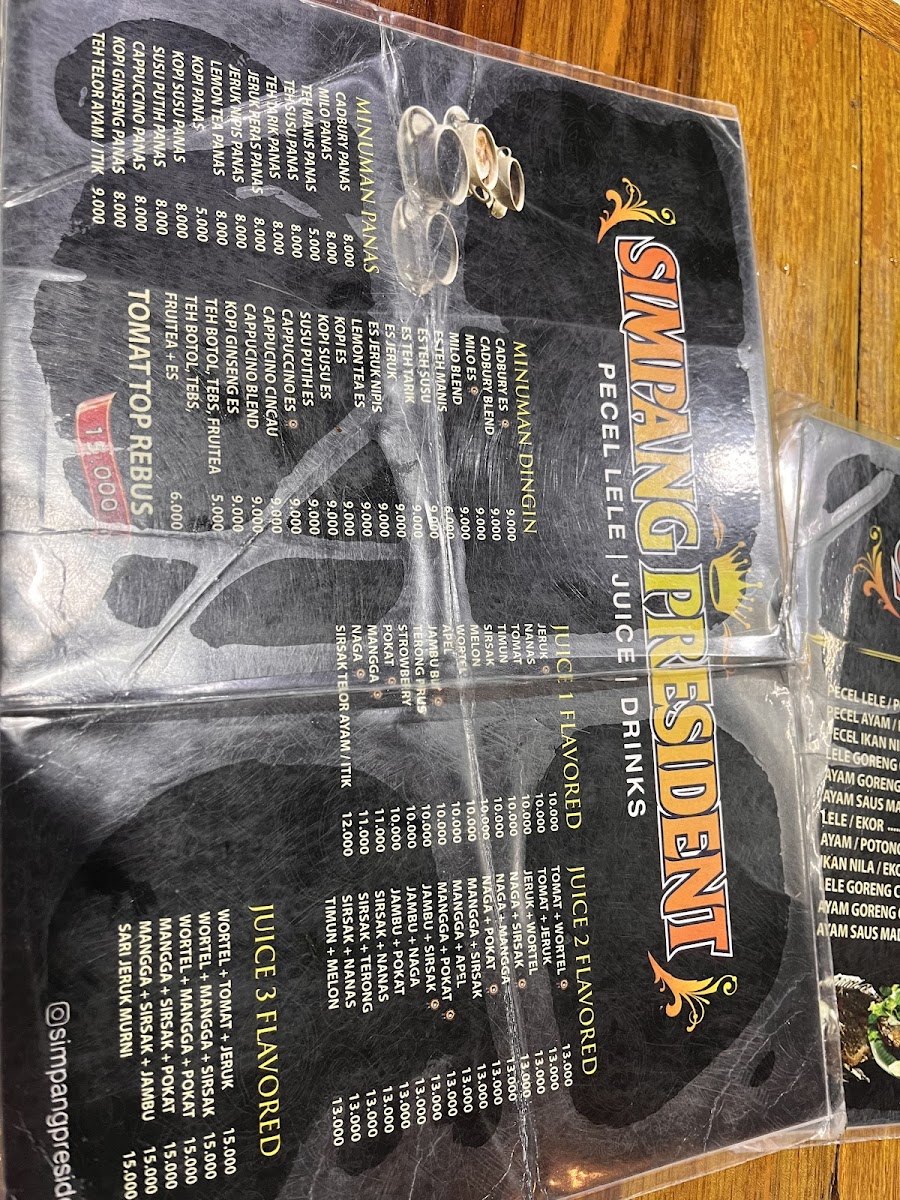 SIMPANG PRESIDENT
PECEL LELE | JUICE | DRINKS
MINUMAN PANAS
CADBURY PANAS 8.000
MILO PANAS 8.000
TEH MANIS PANAS 5.000
TEH SUSU PANAS 8.000
TEH TARIK PANAS 8.000
JERUK PERAS PANAS 8.000
JERUK NIPIS PANAS 8.000
LEMON TEA PANAS 8.000
KOPI PANAS 5.000
KOPI SUSU PANAS 8.000
SUSU PUTIH PANAS 8.000
CAPPUCCINO PANAS 8.000
KOPI GINSENG PANAS 8.000
TEH TELOR AYAM / ITIK 9.000
MINUMAN DINGIN
CADBURY ES 9.000
CADBURY BLEND 9.000
MILO ES 9.000
MILO BLEND 9.000
ES TEH MANIS 6.000
ES TEH SUSU 9.000
ES TEH TARIK 9.000
ES JERUK 9.000
ES JERUK NIPIS 9.000
LEMON TEA ES 9.000
KOPI ES 9.000
KOPI SUSU ES 9.000
SUSU PUTIH ES 9.000
CAPPUCCINO ES 9.000
CAPPUCCINO CINCAU 9.000
CAPPUCINO BLEND 9.000
KOPI GINSENG ES 9.000
TEH BOTOL, TEBS, FRUITEA 5.000
TEH BOTOL, TEBS,
FRUITEA + ES 6.000
TOMAT TOP REBUS
15.000
JUICE 1 FLAVORED
JERUK 10.000
NANAS 10.000
TOMAT 10.000
TIMUN 10.000
SIRSAK 10.000
MELON 10.000
WORTEL 10.000
APEL 10.000
JAMBU BIJI 10.000
TERONG PIRUS 10.000
STROWBERRY 10.000
POKAT 10.000
MANGGA 11.000
NAGA 11.000
SIRSAK TELOR AYAM / ITIK 12.000
JUICE 2 FLAVORED
TOMAT + WORTEL 13.000
TOMAT + JERUK 13.000
JERUK + WORTEL 13.000
NAGA + SIRSAK 13.000
NAGA + MANGGA 13.000
NAGA + POKAT 13.000
MANGGA + SIRSAK 13.000
MANGGA + APEL 13.000
MANGGA + POKAT 13.000
JAMBU + SIRSAK 13.000
JAMBU + NAGA 13.000
JAMBU + POKAT 13.000
SIRSAK + NANAS 13.000
SIRSAK + TERONG 13.000
SIRSAK + NANAS 13.000
TIMUN + MELON 13.000
JUICE 3 FLAVORED
WORTEL + TOMAT + JERUK 15.000
WORTEL + MANGGA + SIRSAK 15.000
WORTEL + MANGGA + POKAT 15.000
MANGGA + SIRSAK + POKAT 15.000
MANGGA + SIRSAK + JAMBU 15.000
SARI JERUK MURNI 15.000
@simpangpresid
PECEL LELE / P
PECEL AYAM /
PECEL IKAN NI
LELE GORENG
AYAM GORENG
AYAM SAUS MA
LELE / EKOR .....
AYAM / POTONG
IKAN NILA / EKO
LELE GORENG C
AYAM GORENG
AYAM SAUS MAD